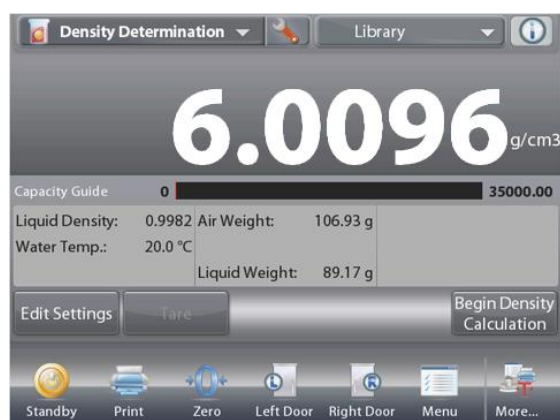 Density Determination Library
6.0096 g/cm3
Capacity Guide 0 35000.00
Liquid Density: 0.9982 Air Weight: 106.93 g
Water Temp.: 20.0 °C
Liquid Weight: 89.17 g
Edit Settings Tare Begin Density
Calculation
L R
Standby Print Zero Left Door Right Door Menu More...